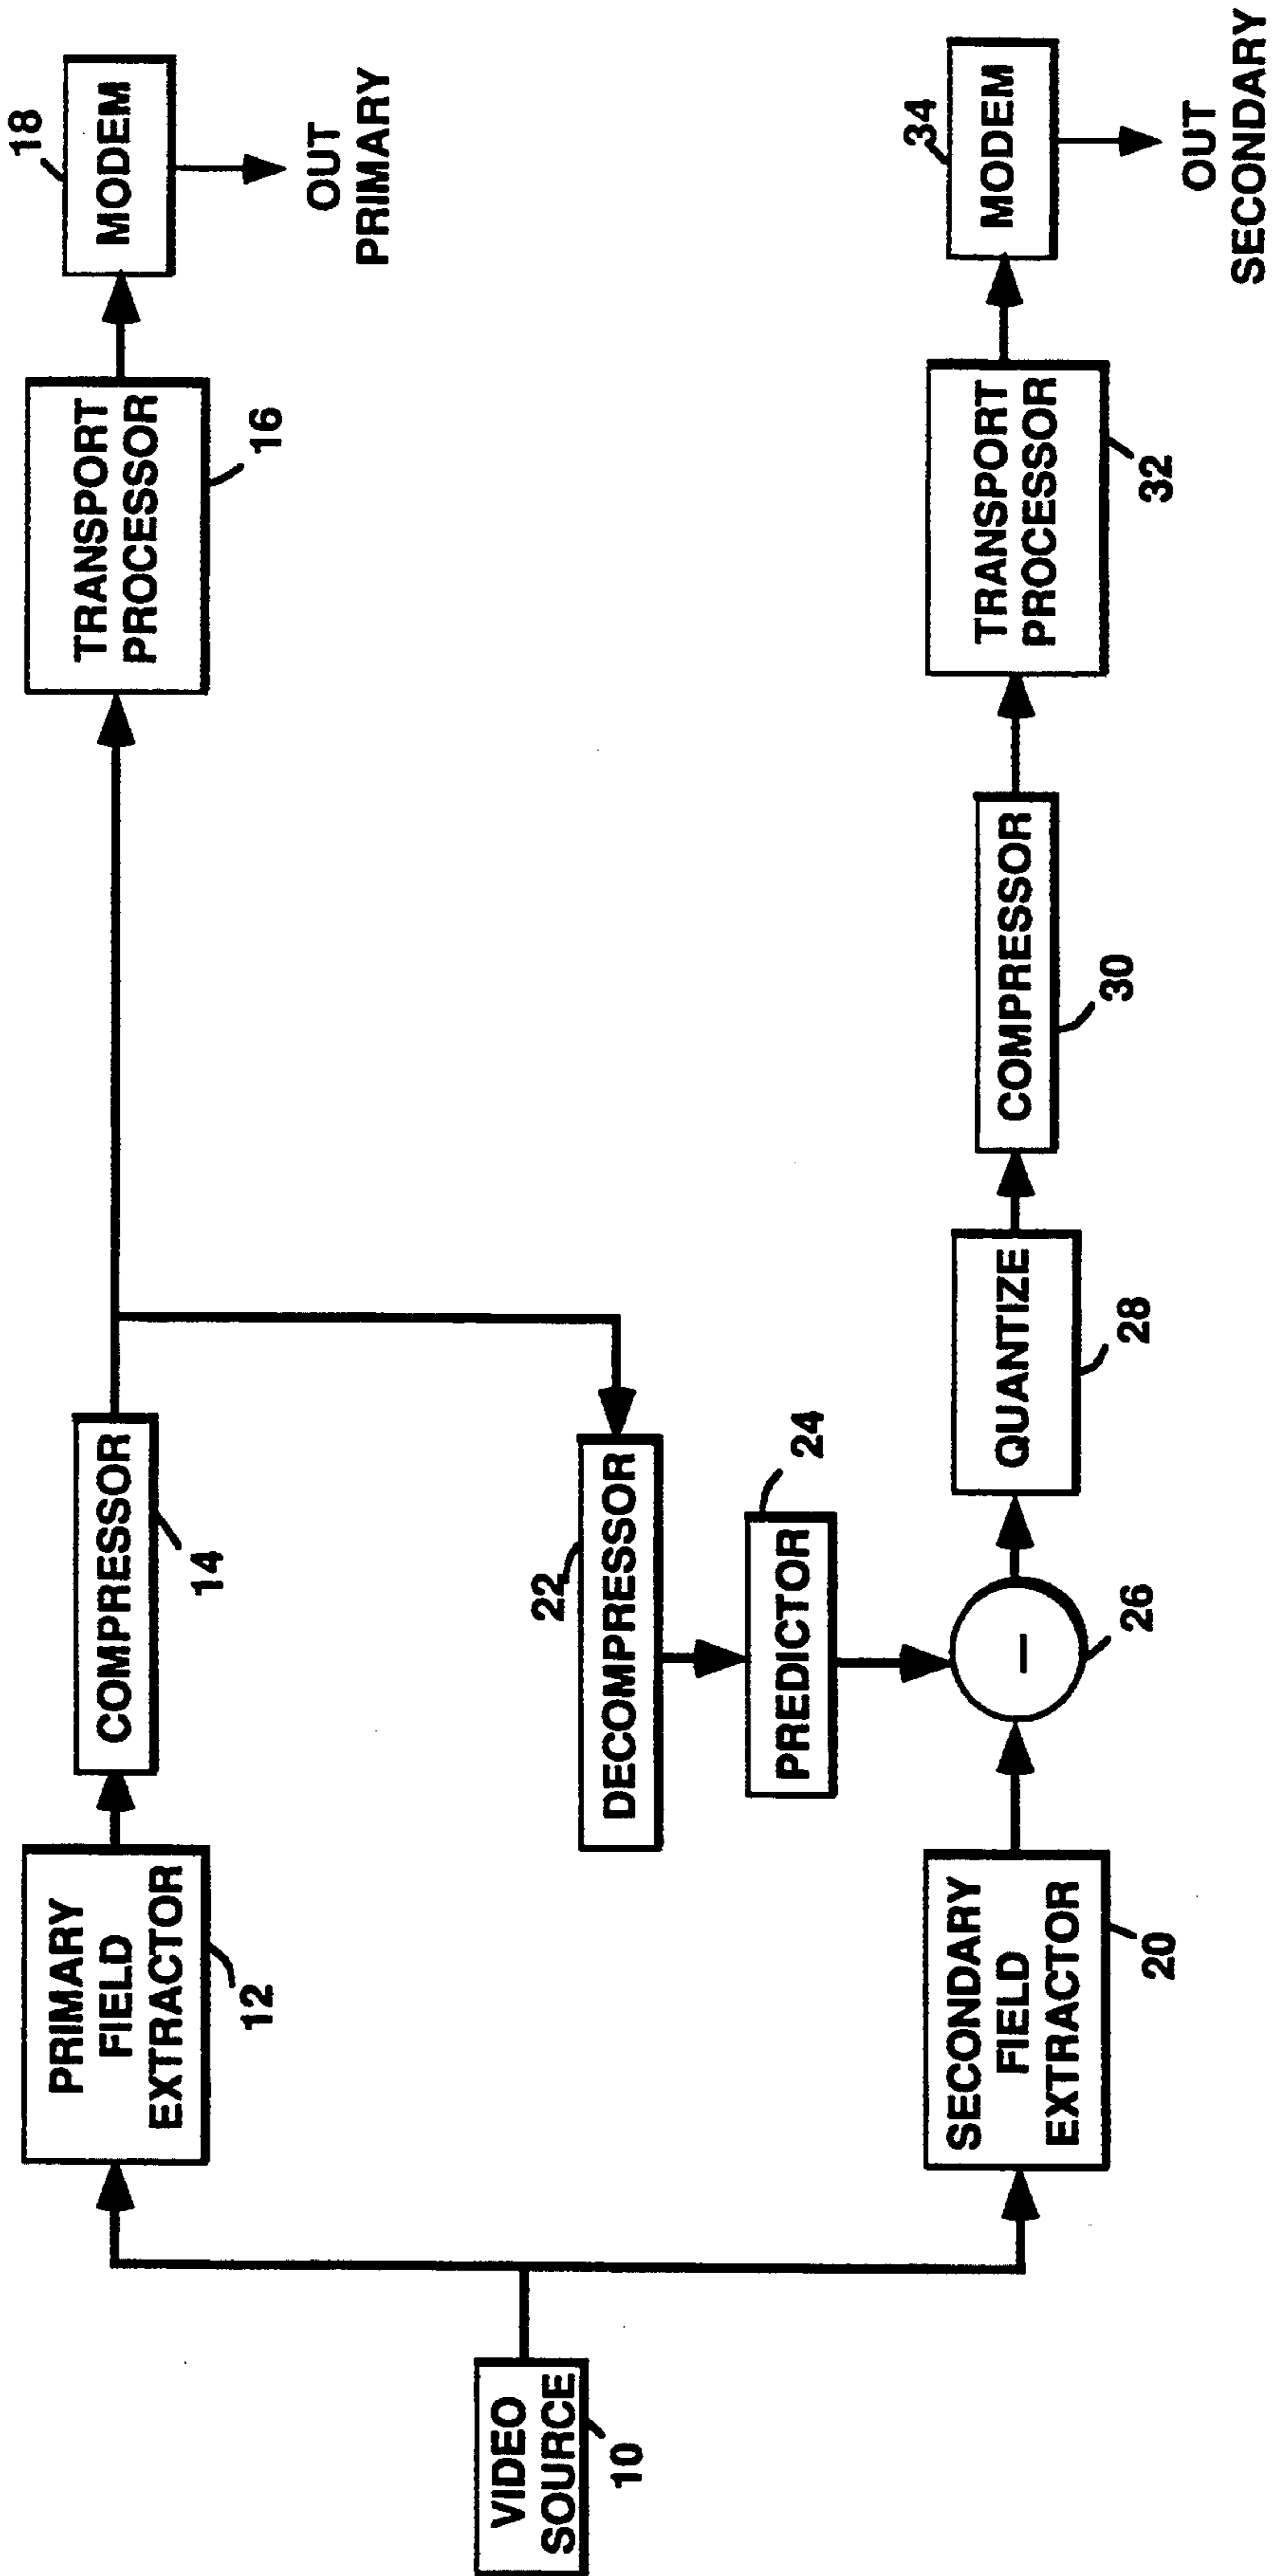 VIDEO
SOURCE
10
PRIMARY
FIELD
EXTRACTOR
12
COMPRESSOR
14
TRANSPORT
PROCESSOR
16
MODEM
18
OUT
PRIMARY
DECOMPRESSOR
22
PREDICTOR
24
SECONDARY
FIELD
EXTRACTOR
20
–
26
QUANTIZE
28
COMPRESSOR
30
TRANSPORT
PROCESSOR
32
MODEM
34
OUT
SECONDARY